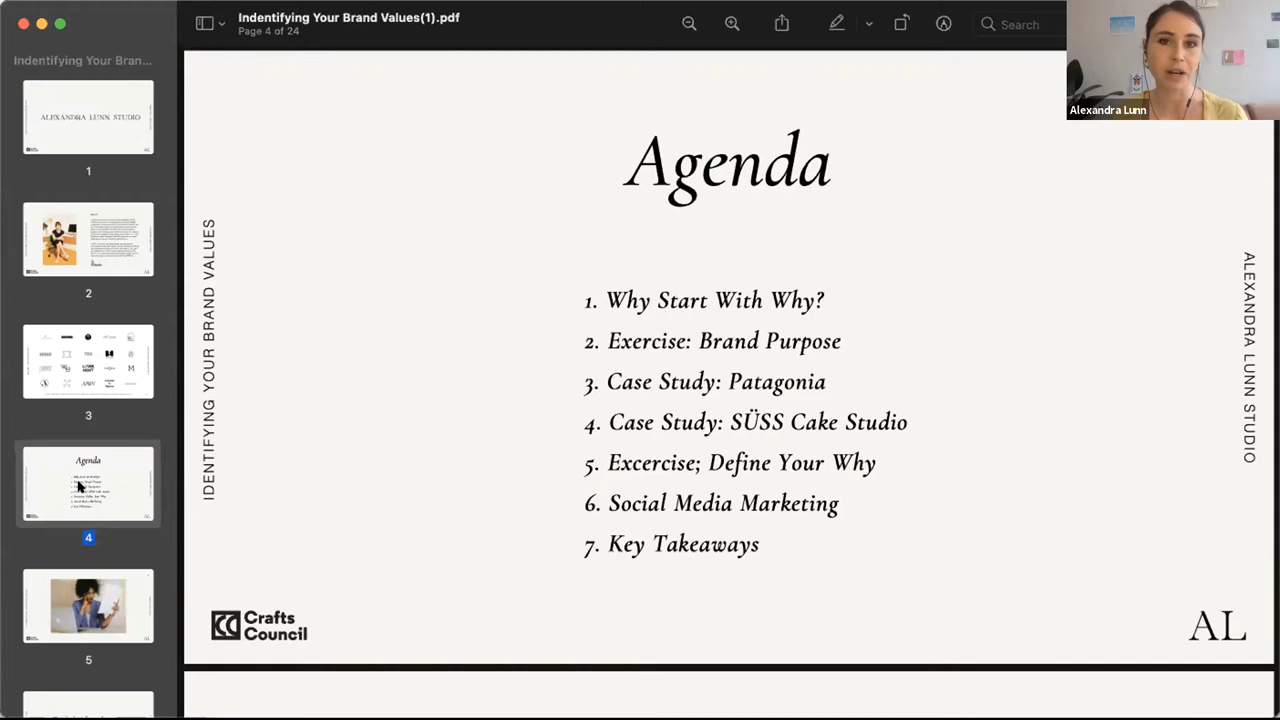 Indentifying Your Brand Values(1).pdf
Page 4 of 24
Search
Alexandra Lunn
Indentifying Your Bran...
ALEXANDRA LUNN STUDIO
1
2
3
Agenda
4
5
Agenda
IDENTIFYING YOUR BRAND VALUES
1. Why Start With Why?
2. Exercise: Brand Purpose
3. Case Study: Patagonia
4. Case Study: SÜSS Cake Studio
5. Excercise; Define Your Why
6. Social Media Marketing
7. Key Takeaways
ALEXANDRA LUNN STUDIO
Crafts
Council
AL